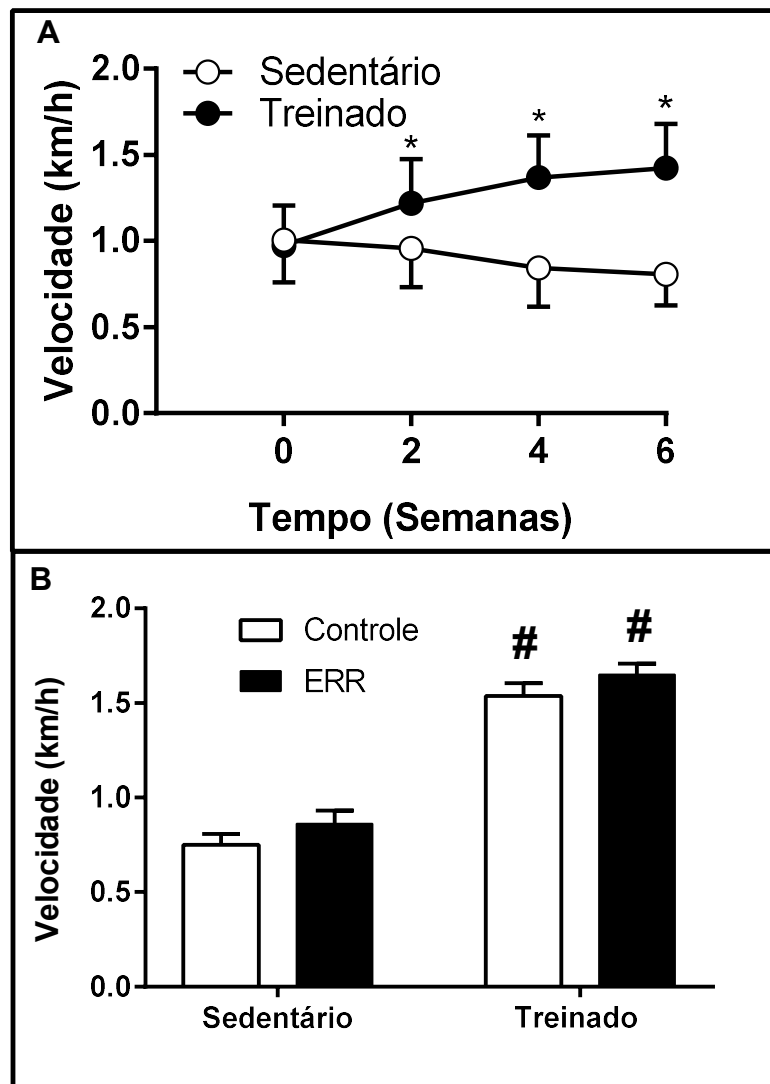 A
Velocidade (km/h)
2.0
1.5
1.0
0.5
0.0
Sedentário
Treinado
*
*
*
0
2
4
6
Tempo (Semanas)
B
Velocidade (km/h)
2.0
1.5
1.0
0.5
0.0
Controle
ERR
#
#
Sedentário
Treinado